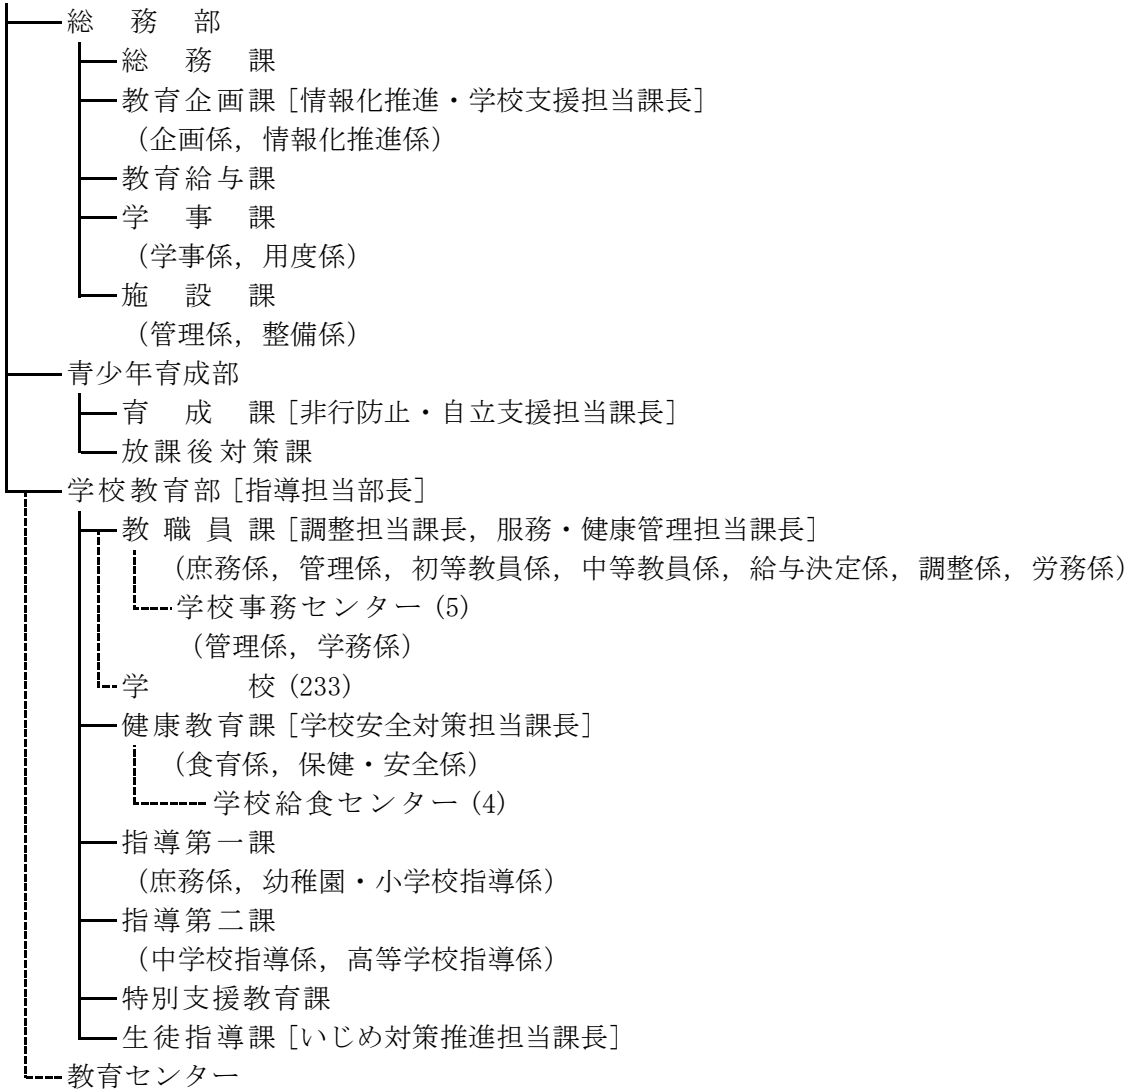 総務部
総務課
教育企画課［情報化推進・学校支援担当課長］
（企画係，情報化推進係）
教育給与課
学事課
（学事係，用度係）
施設課
（管理係，整備係）
青少年育成部
育成課［非行防止・自立支援担当課長］
放課後対策課
学校教育部［指導担当部長］
教職員課［調整担当課長，服務・健康管理担当課長］
（庶務係，管理係，初等教員係，中等教員係，給与決定係，調整係，労務係）
学校事務センター(5)
（管理係，学務係）
学校(233)
健康教育課［学校安全対策担当課長］
（食育係，保健・安全係）
学校給食センター(4)
指導第一課
（庶務係，幼稚園・小学校指導係）
指導第二課
（中学校指導係，高等学校指導係）
特別支援教育課
生徒指導課［いじめ対策推進担当課長］
教育センター